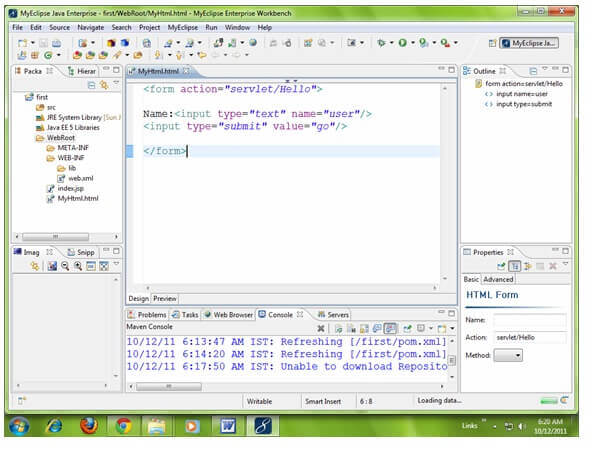 MyEclipse Java Enterprise - first/WebRoot/MyHtml.html - MyEclipse Enterprise Workbench
File Edit Source Navigate Search Project MyEclipse Run Window Help
MyEclipse Ja...
Packa
Hierar
first
src
JRE System Library [Sun J
Java EE 5 Libraries
WebRoot
META-INF
WEB-INF
lib
web.xml
index.jsp
MyHtml.html
Imag
Snipp
MyHtml.html
<form action="servlet/Hello">
Name:<input type="text" name="user"/>
<input type="submit" value="go"/>
</form>
Design Preview
Problems Tasks Web Browser Console Servers
Maven Console
10/12/11 6:13:47 AM IST: Refreshing [/first/pom.xml]
10/12/11 6:14:20 AM IST: Refreshing [/first/pom.xml]
10/12/11 6:17:50 AM IST: Unable to download Reposito
Outline
form action=servlet/Hello
input name=user
input type=submit
Properties
Basic Advanced
HTML Form
Name:
Action: servlet/Hello
Method:
Writable Smart Insert 6 : 8 Loading data...
Links
6:20 AM
10/12/2011